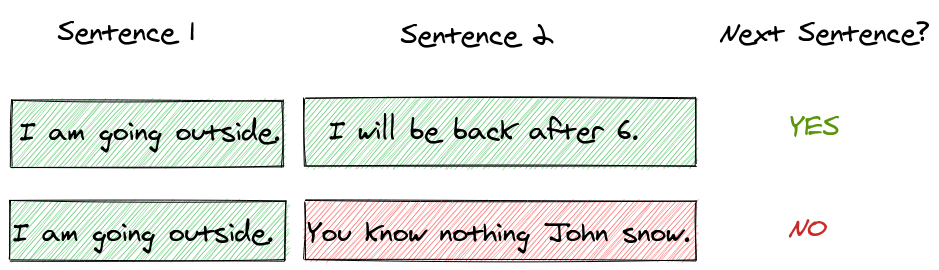 Sentence 1 Sentence 2 Next Sentence?
I am going outside. I will be back after 6. YES
I am going outside. You know nothing John snow. NO